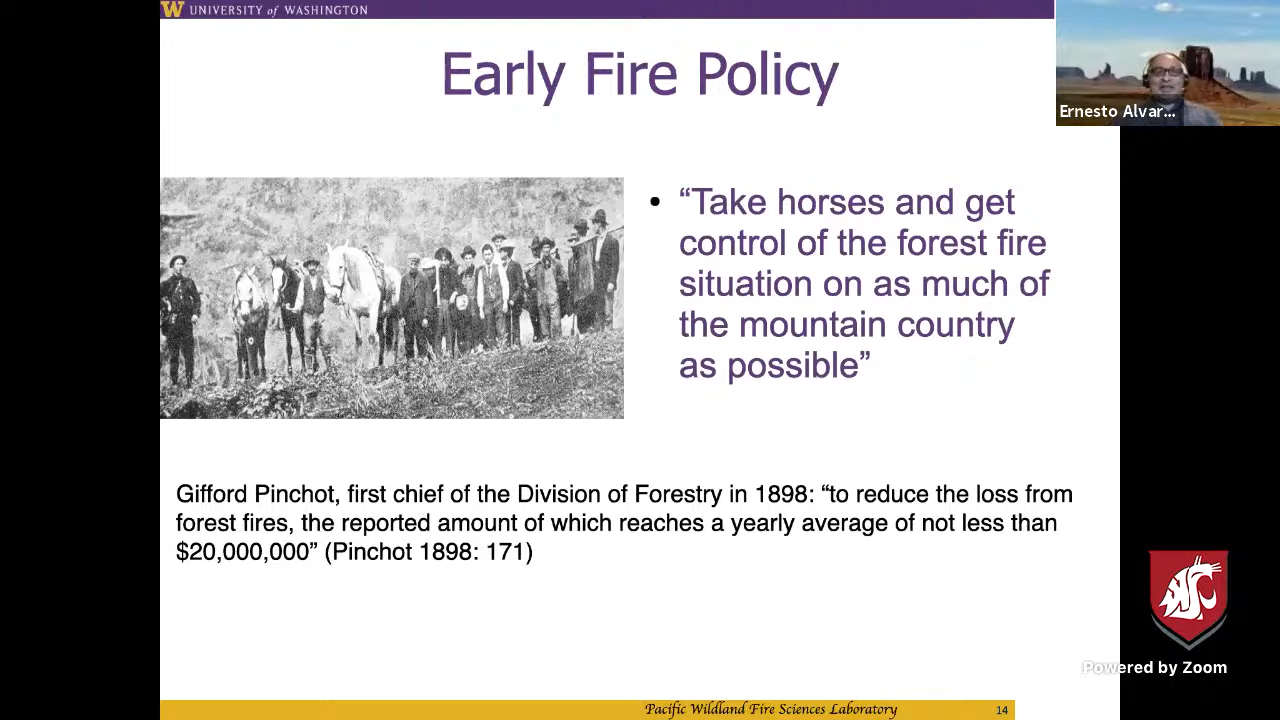 W UNIVERSITY of WASHINGTON
Early Fire Policy
Ernesto Alvar...
• “Take horses and get
control of the forest fire
situation on as much of
the mountain country
as possible”
Gifford Pinchot, first chief of the Division of Forestry in 1898: “to reduce the loss from
forest fires, the reported amount of which reaches a yearly average of not less than
$20,000,000” (Pinchot 1898: 171)
Powered by Zoom
Pacific Wildland Fire Sciences Laboratory
14